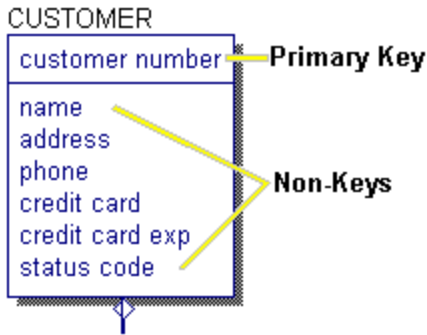 CUSTOMER
customer number
Primary Key
name
address
phone
Non-Keys
credit card
credit card exp
status code